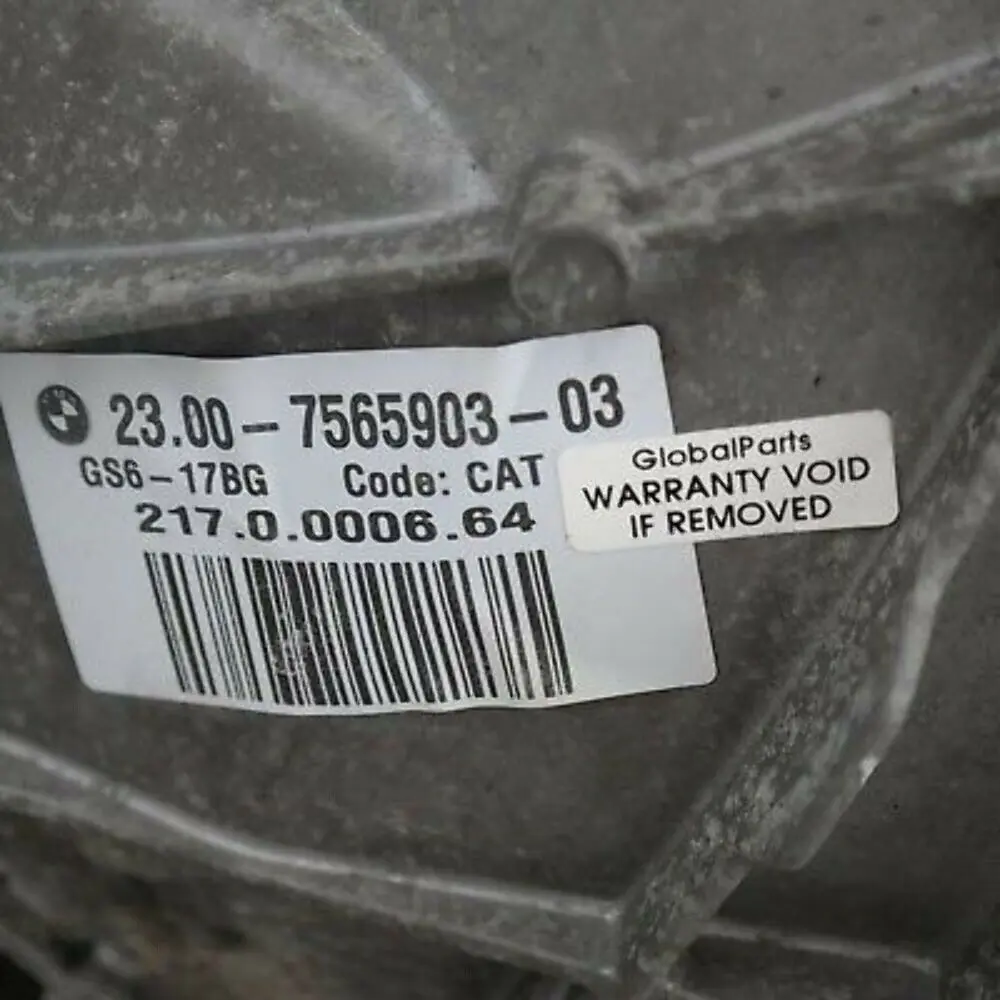 23.00-7565903-03
GS6-17BG Code: CAT
217.0.0006.64
GlobalParts
WARRANTY VOID
IF REMOVED